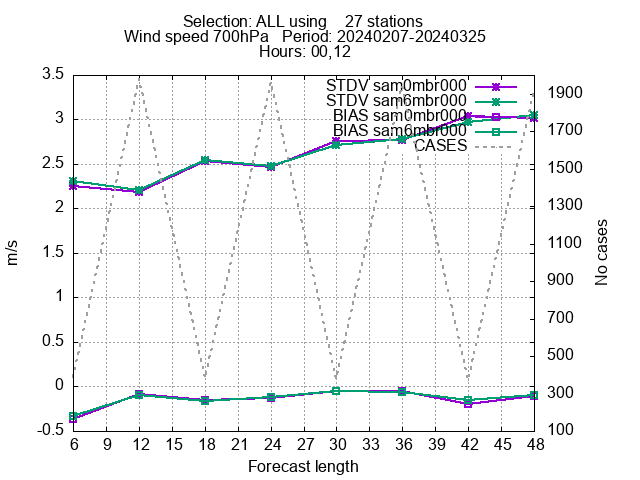 Selection: ALL using    27 stations
Wind speed 700hPa   Period: 20240207-20240325
Hours: 00,12
STDV sam0mbr000
STDV sam6mbr000
BIAS sam0mbr000
BIAS sam6mbr000
CASES
3.5
3
2.5
2
1.5
1
0.5
0
-0.5
m/s
1900
1700
1500
1300
1100
900
700
500
300
100
No cases
6 9 12 15 18 21 24 27 30 33 36 39 42 45 48
Forecast length